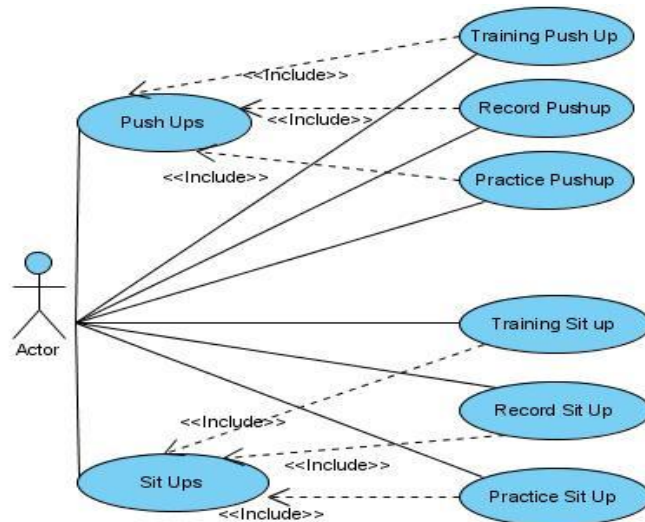 Training Push Up
<<Include>>
Record Pushup
Push Ups
<<Include>>
<<Include>>
Practice Pushup
Actor
Training Sit up
<<Include>>
Record Sit Up
<<Include>>
Sit Ups
Practice Sit Up
<<Include>>